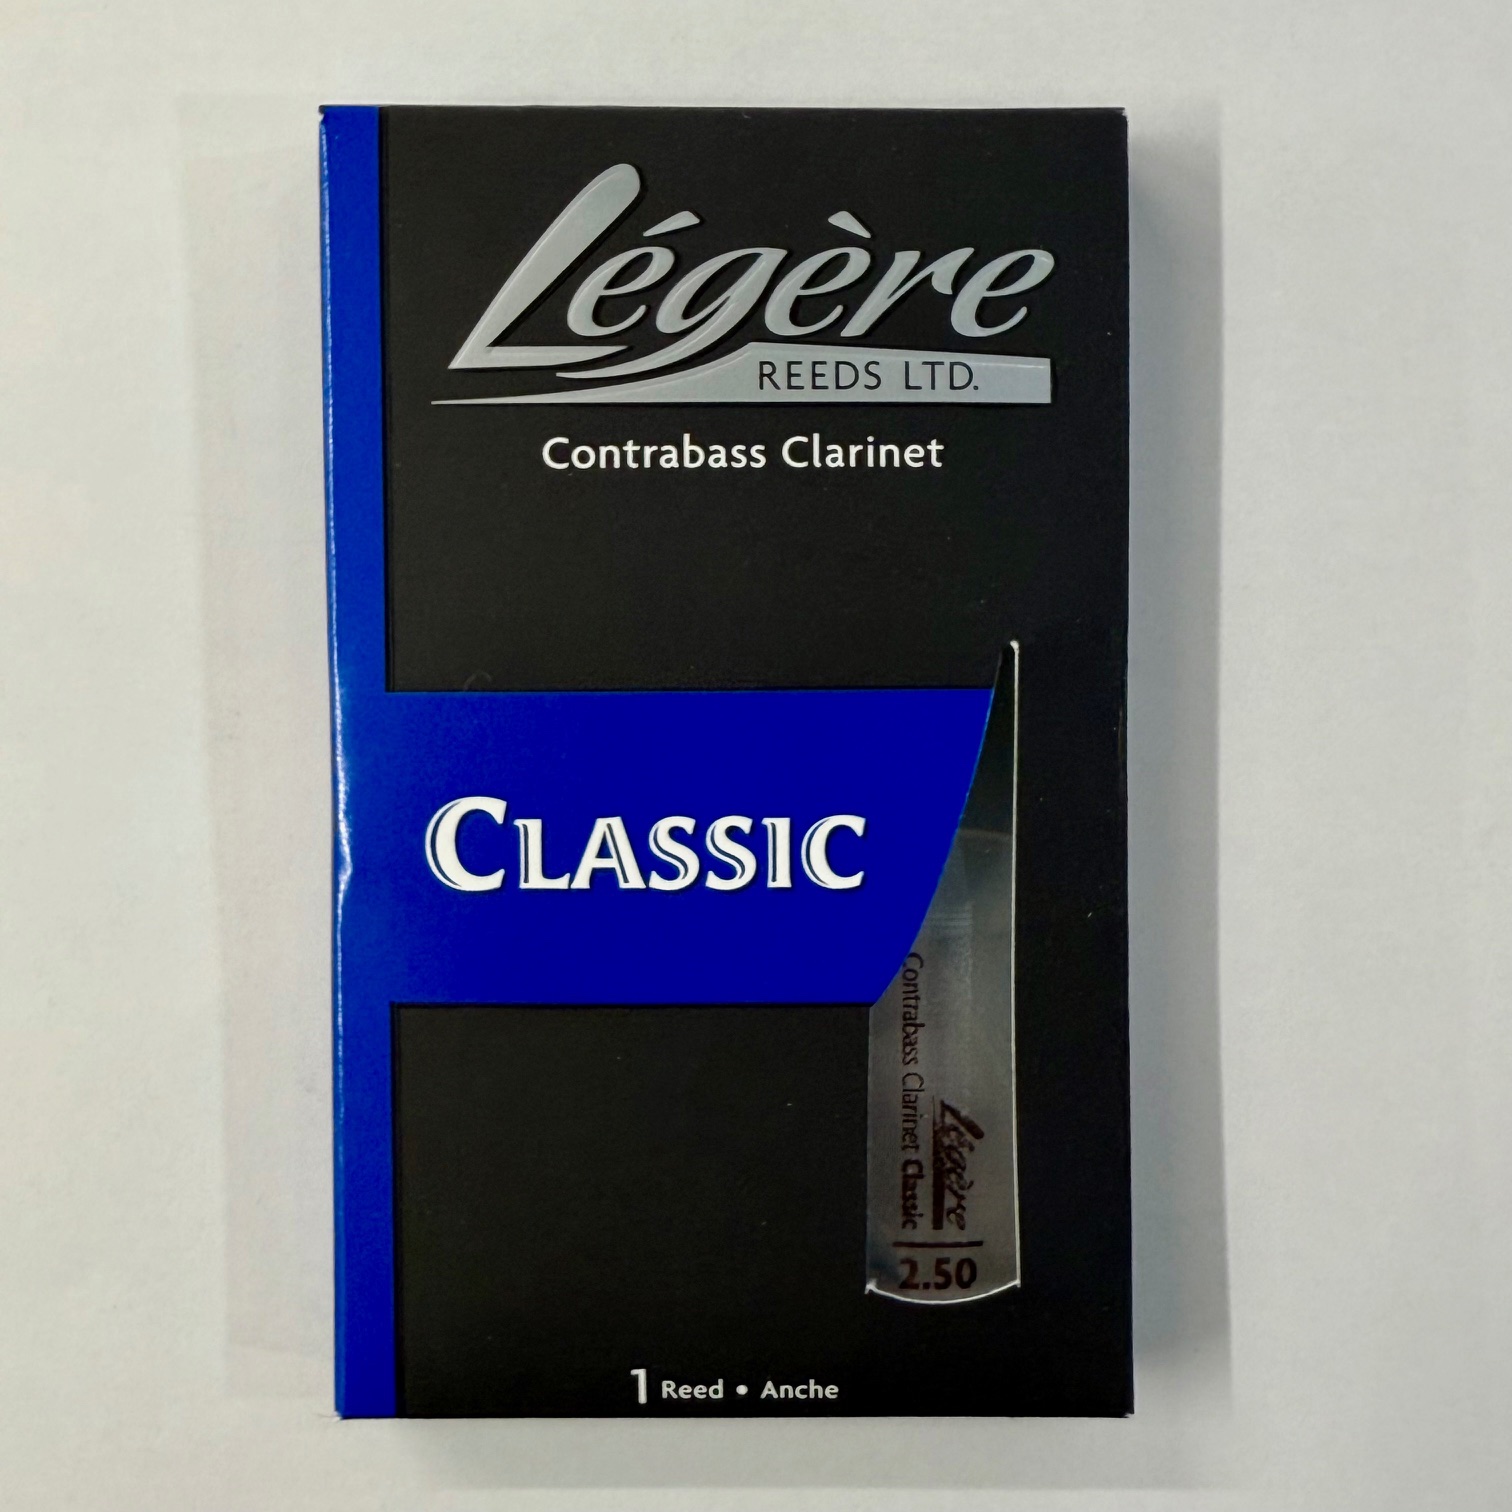 Légère
REEDS LTD.
Contrabass Clarinet
CLASSIC
Contrabass Clarinet Classic
Légère
2.50
1 Reed • Anche